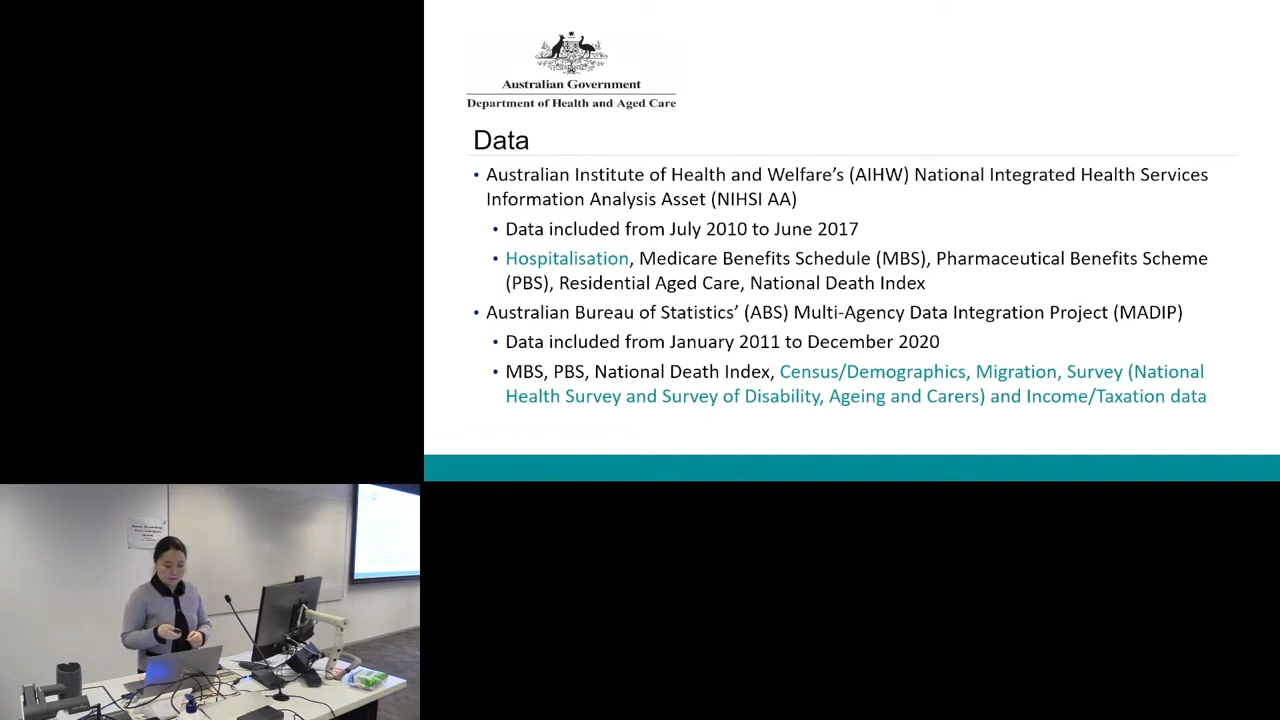 Australian Government
Department of Health and Aged Care
Data
• Australian Institute of Health and Welfare’s (AIHW) National Integrated Health Services
Information Analysis Asset (NIHSI AA)
• Data included from July 2010 to June 2017
• Hospitalisation, Medicare Benefits Schedule (MBS), Pharmaceutical Benefits Scheme
(PBS), Residential Aged Care, National Death Index
• Australian Bureau of Statistics’ (ABS) Multi-Agency Data Integration Project (MADIP)
• Data included from January 2011 to December 2020
• MBS, PBS, National Death Index, Census/Demographics, Migration, Survey (National
Health Survey and Survey of Disability, Ageing and Carers) and Income/Taxation data